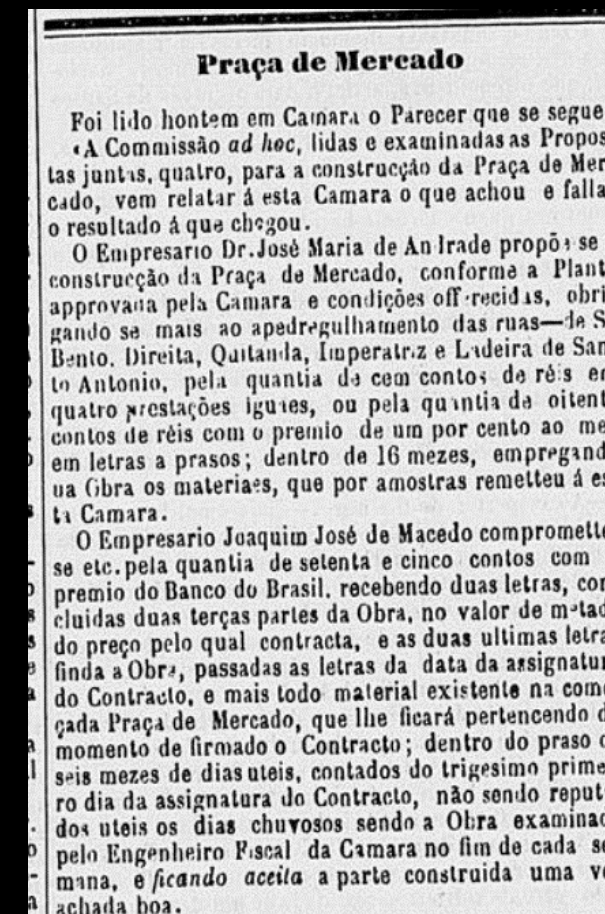 Praça de Mercado
Foi lido hontem em Camara o Parecer que se segue
«A Commissão ad hoc, lidas e examinadas as Propos
tas juntas, quatro, para a construcção da Praça de Mer
cado, vem relatar á esta Camara o que achou e falla
o resultado á que chegou.
O Empresario Dr. José Maria de Andrade propõe se
construcção da Praça de Mercado, conforme a Plant
approvada pela Camara e condições offerecidas, obri
gando se mais ao apedregulhamento das ruas—de S
Bento, Direita, Quitanda, Imperatriz e Ladeira de San
to Antonio, pela quantia de cem contos de réis em
quatro prestações iguies, ou pela quantia de oitent
contos de réis com o premio de um por cento ao me
em letras a prasos; dentro de 16 mezes, empregand
ua Obra os materiaes, que por amostras remetteu á es
ta Camara.
O Empresario Joaquim José de Macedo compromette
se etc. pela quantia de setenta e cinco contos com
premio do Banco do Brasil, recebendo duas letras, con
cluidas duas terças partes da Obra, no valor de metad
do preço pelo qual contracta, e as duas ultimas letra
finda a Obra, passadas as letras da data da assignatur
do Contracto, e mais todo material existente na come
çada Praça de Mercado, que lhe ficará pertencendo d
momento de firmado o Contracto; dentro do praso d
seis mezes de dias uteis, contados do trigesimo prime
ro dia da assignatura do Contracto, não sendo reput
dos uteis os dias chuvosos sendo a Obra examinad
pelo Engenheiro Fiscal da Camara no fim de cada se
mana, e ficando aceita a parte construida uma ve
achada boa.